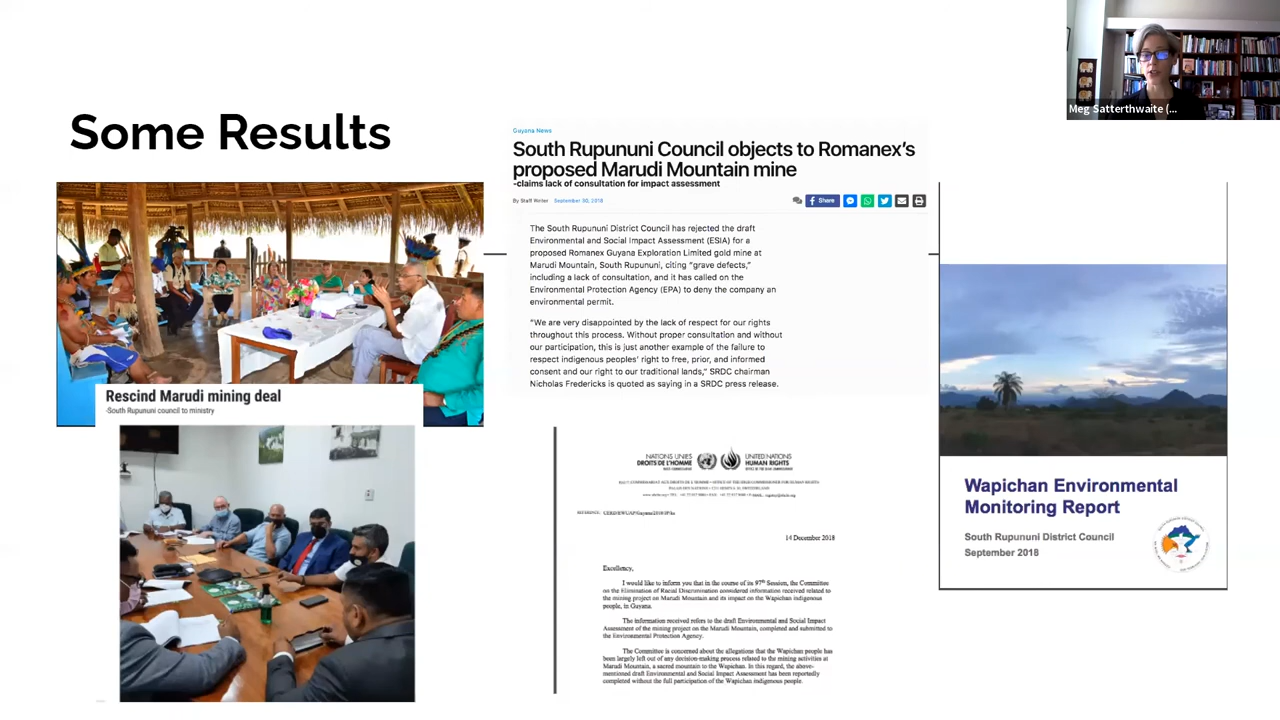 Meg Satterthwaite (...
Some Results
Guyana News
South Rupununi Council objects to Romanex's
proposed Marudi Mountain mine
-claims lack of consultation for impact assessment
By Staff Writer September 30, 2018
Share
The South Rupununi District Council has rejected the draft
Environmental and Social Impact Assessment (ESIA) for a
proposed Romanex Guyana Exploration Limited gold mine at
Marudi Mountain, South Rupununi, citing "grave defects,"
including a lack of consultation, and it has called on the
Environmental Protection Agency (EPA) to deny the company an
environmental permit.
"We are very disappointed by the lack of respect for our rights
throughout this process. Without proper consultation and without
our participation, this is just another example of the failure to
respect indigenous peoples' right to free, prior, and informed
consent and our right to our traditional lands," SRDC chairman
Nicholas Fredericks is quoted as saying in a SRDC press release.
Rescind Marudi mining deal
-South Rupununi council to ministry
NATIONS UNIES
DROITS DE L'HOMME
UNITED NATIONS
HUMAN RIGHTS
14 December 2018
Excellency,
I would like to inform you that in the course of its 97th Session, the Committee
on the Elimination of Racial Discrimination considered information received related to
the mining project on Marudi Mountain and its impact on the Wapichan indigenous
people, in Guyana.
The information received refers to the draft Environmental and Social Impact
Assessment of the mining project on the Marudi Mountain, completed and submitted to
the Environmental Protection Agency.
The Committee is concerned about the allegations that the Wapichan people has
been largely left out of any decision-making process related to the mining activities at
Marudi Mountain, a sacred mountain to the Wapichan. In this regard, the above-
mentioned draft Environmental and Social Impact Assessment has been reportedly
completed without the full participation of the Wapichan indigenous people.
Wapichan Environmental
Monitoring Report
South Rupununi District Council
September 2018